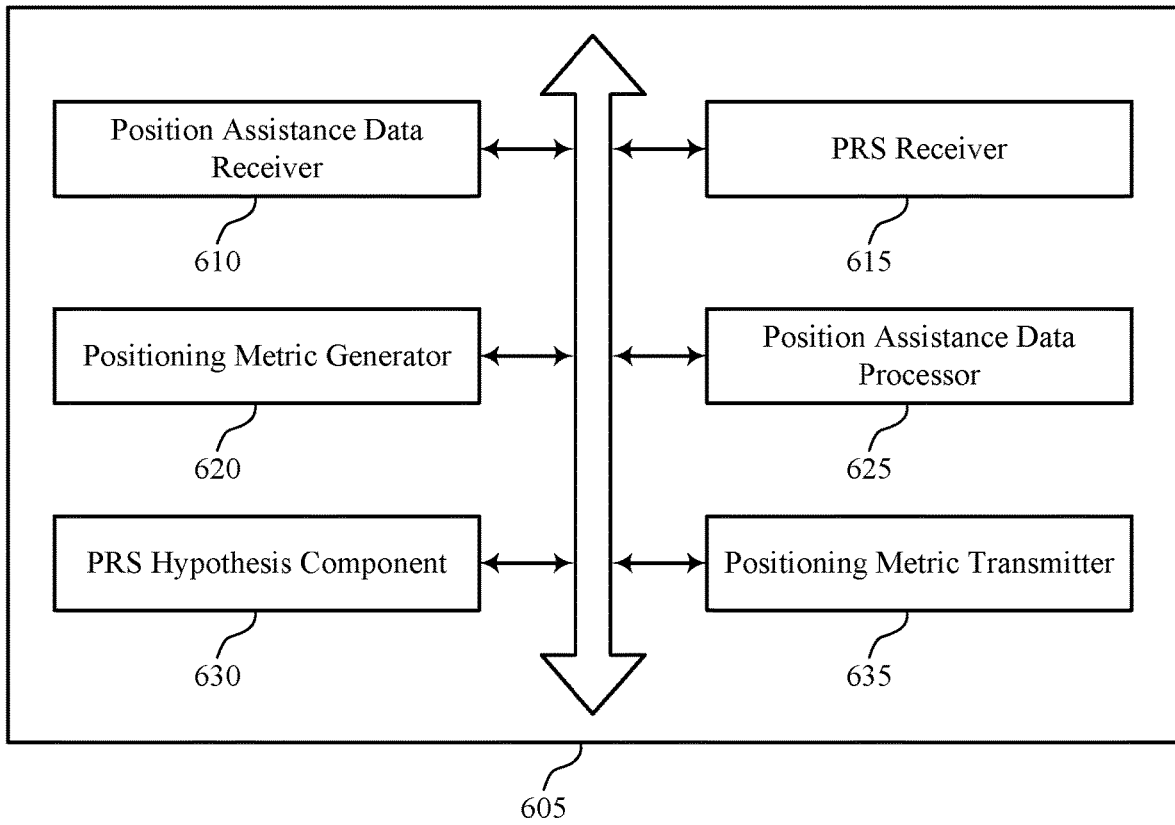 Position Assistance Data
Receiver
610
PRS Receiver
615
Positioning Metric Generator
620
Position Assistance Data
Processor
625
PRS Hypothesis Component
630
Positioning Metric Transmitter
635
605